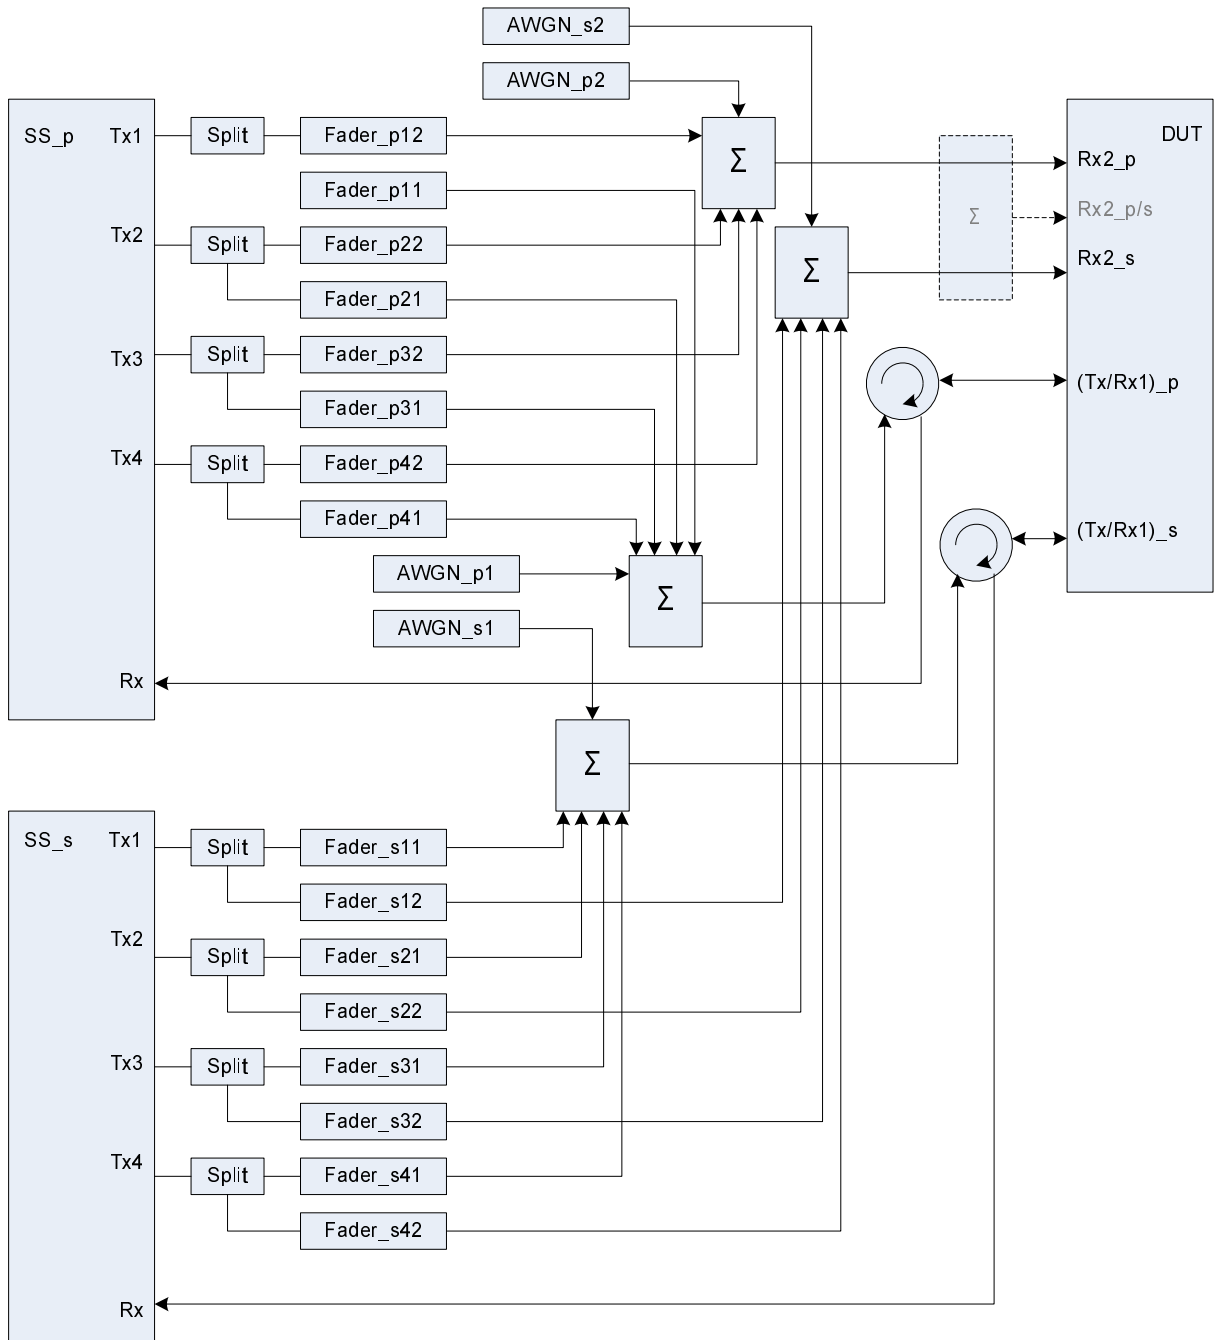 AWGN_s2
AWGN_p2
SS_p
Tx1
Split
Fader_p12
Σ
DUT
Rx2_p
Fader_p11
Σ
Rx2_p/s
Tx2
Split
Fader_p22
Σ
Rx2_s
Fader_p21
Tx3
Split
Fader_p32
(Tx/Rx1)_p
Fader_p31
Tx4
Split
Fader_p42
Fader_p41
(Tx/Rx1)_s
AWGN_p1
Σ
AWGN_s1
Rx
Σ
SS_s
Tx1
Split
Fader_s11
Fader_s12
Tx2
Split
Fader_s21
Fader_s22
Tx3
Split
Fader_s31
Fader_s32
Tx4
Split
Fader_s41
Fader_s42
Rx